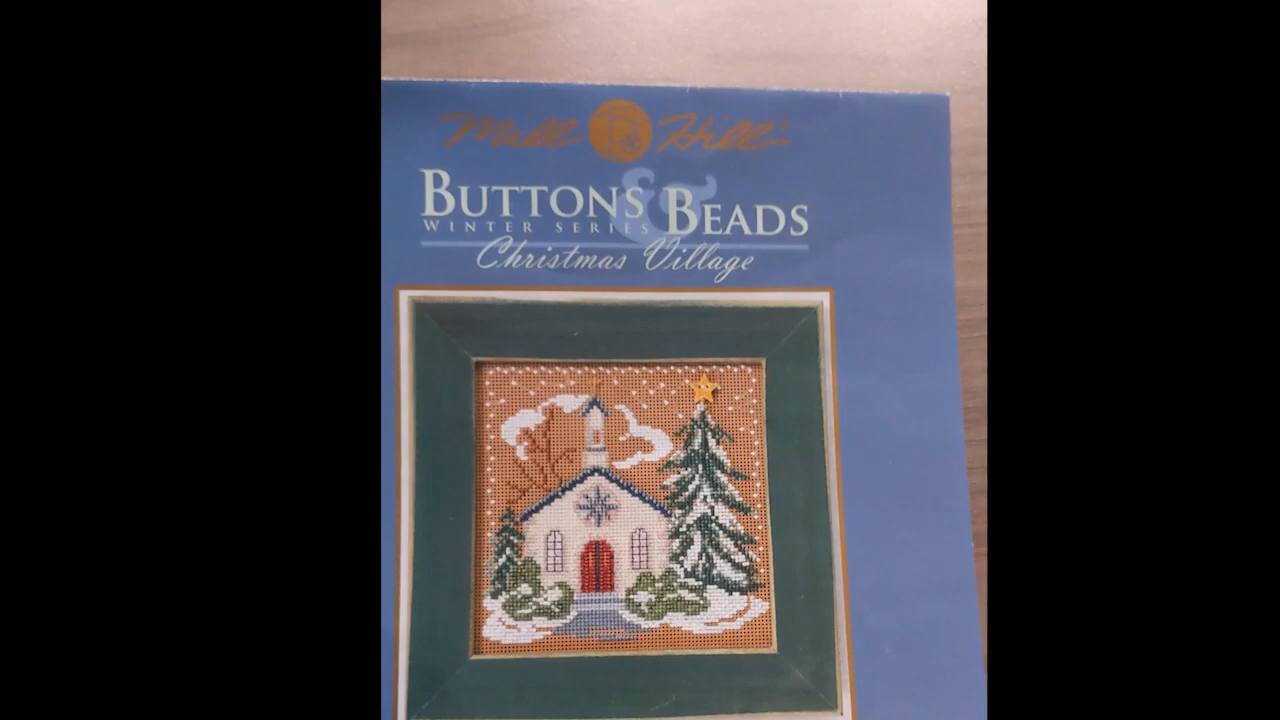 Mill Hill®
BUTTONS & BEADS
WINTER SERIES
Christmas Village